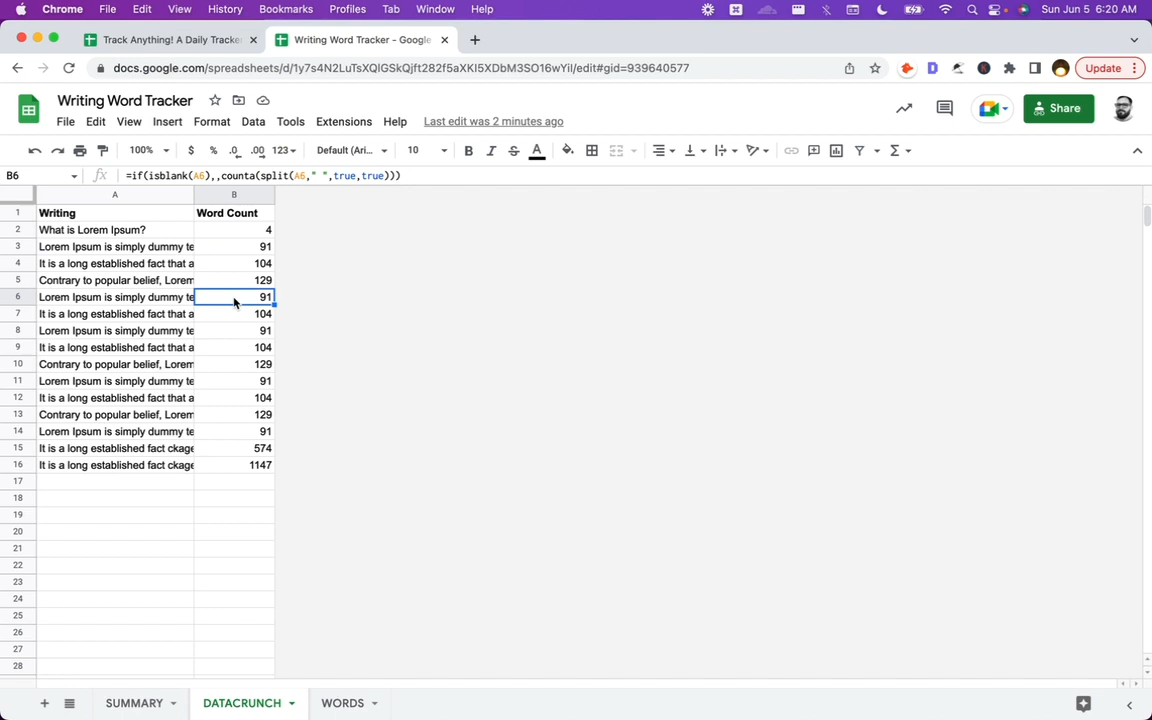 Chrome File Edit View History Bookmarks Profiles Tab Window Help Sun Jun 5 6:20 AM
Track Anything! A Daily Tracke Writing Word Tracker - Google
docs.google.com/spreadsheets/d/1y7s4N2LuTsXQIGSkQjft282f5aXKI5XDbM3SO16wYiI/edit#gid=939640577 Update
Writing Word Tracker Share
File Edit View Insert Format Data Tools Extensions Help Last edit was 2 minutes ago
100% $ % .0 .00 123 Default (Ari... 10 B I S A
B6 fx =if(isblank(A6),,counta(split(A6," ",true,true)))
A B
1 Writing Word Count
2 What is Lorem Ipsum? 4
3 Lorem Ipsum is simply dummy te 91
4 It is a long established fact that a 104
5 Contrary to popular belief, Lorem 129
6 Lorem Ipsum is simply dummy te 91
7 It is a long established fact that a 104
8 Lorem Ipsum is simply dummy te 91
9 It is a long established fact that a 104
10 Contrary to popular belief, Lorem 129
11 Lorem Ipsum is simply dummy te 91
12 It is a long established fact that a 104
13 Contrary to popular belief, Lorem 129
14 Lorem Ipsum is simply dummy te 91
15 It is a long established fact ckage 574
16 It is a long established fact ckage 1147
17
18
19
20
21
22
23
24
25
26
27
28
SUMMARY DATACRUNCH WORDS